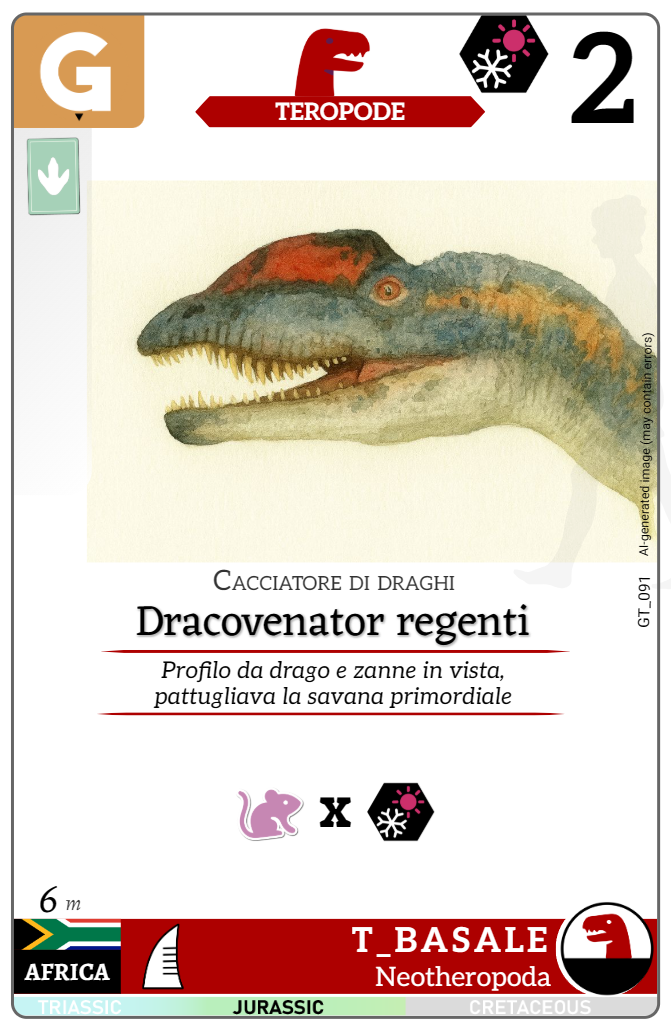 G
TEROPODE
2
AI-generated image (may contain errors)
GT_091
Cacciatore di draghi
Dracovenator regenti
Profilo da drago e zanne in vista,
pattugliava la savana primordiale
x
6 m
AFRICA
T_BASALE
Neotheropoda
TRIASSIC
JURASSIC
CRETACEOUS